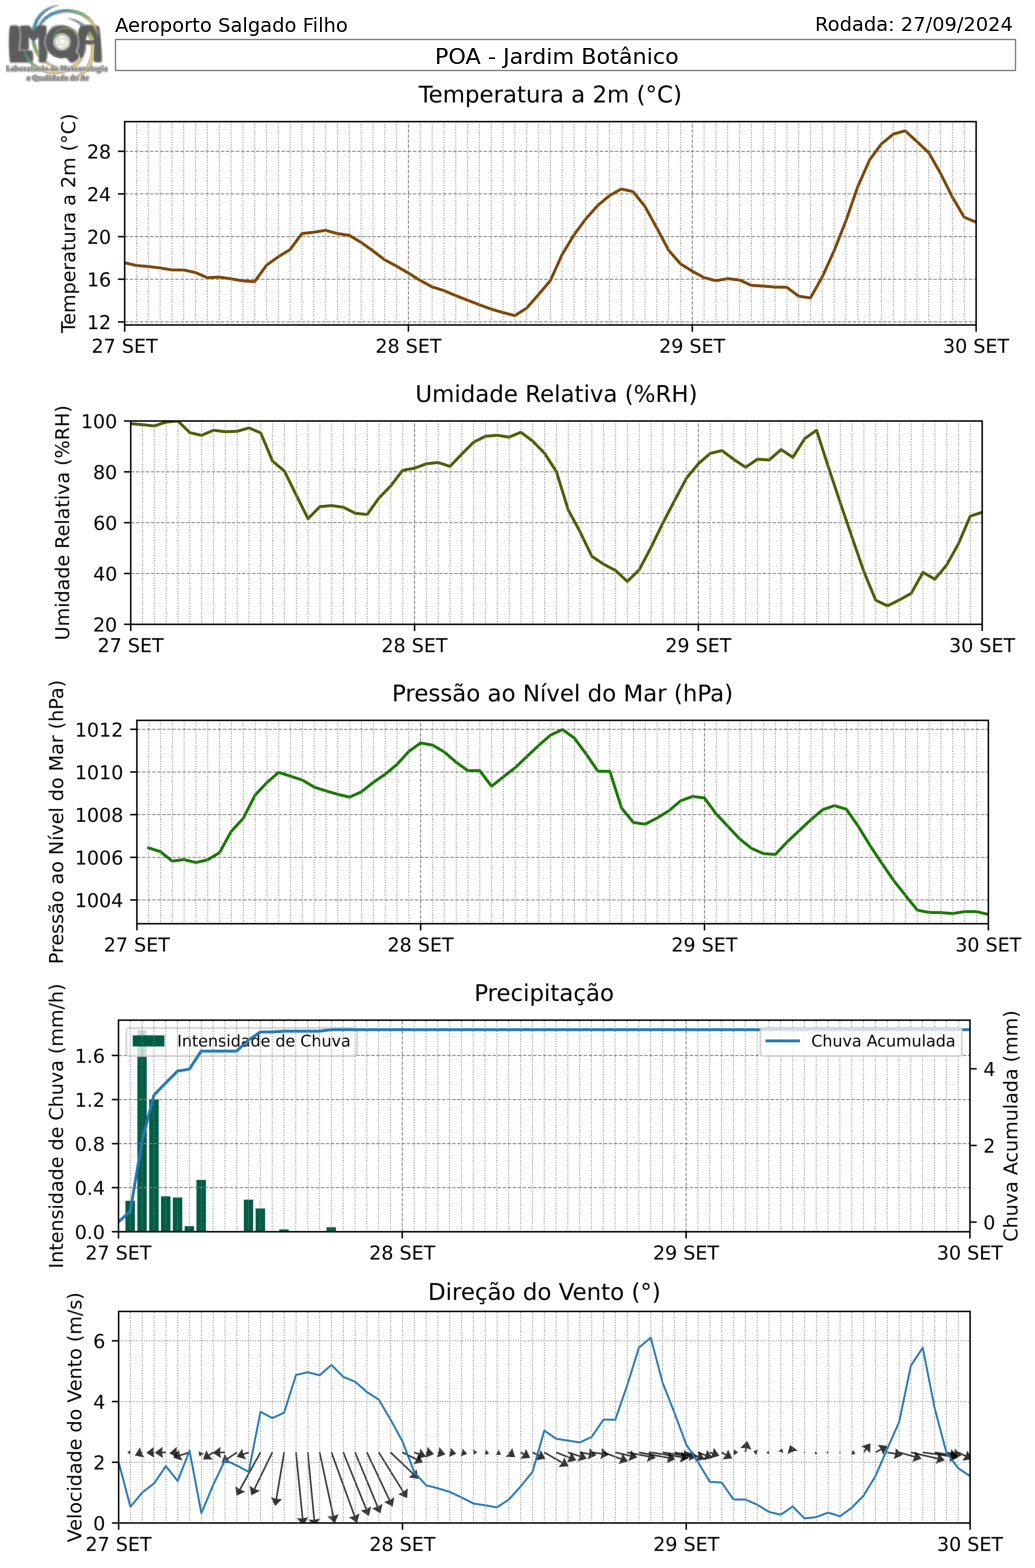 LMQA
Laboratório de Meteorologia
e Qualidade do Ar
Aeroporto Salgado Filho
Rodada: 27/09/2024
POA - Jardim Botânico
Temperatura a 2m (°C)
Temperatura a 2m (°C)
28
24
20
16
12
27 SET
28 SET
29 SET
30 SET
Umidade Relativa (%RH)
Umidade Relativa (%RH)
100
80
60
40
20
27 SET
28 SET
29 SET
30 SET
Pressão ao Nível do Mar (hPa)
Pressão ao Nível do Mar (hPa)
1012
1010
1008
1006
1004
27 SET
28 SET
29 SET
30 SET
Precipitação
Intensidade de Chuva (mm/h)
1.6
1.2
0.8
0.4
0.0
Intensidade de Chuva
Chuva Acumulada
4
2
0
Chuva Acumulada (mm)
27 SET
28 SET
29 SET
30 SET
Direção do Vento (°)
Velocidade do Vento (m/s)
6
4
2
0
27 SET
28 SET
29 SET
30 SET